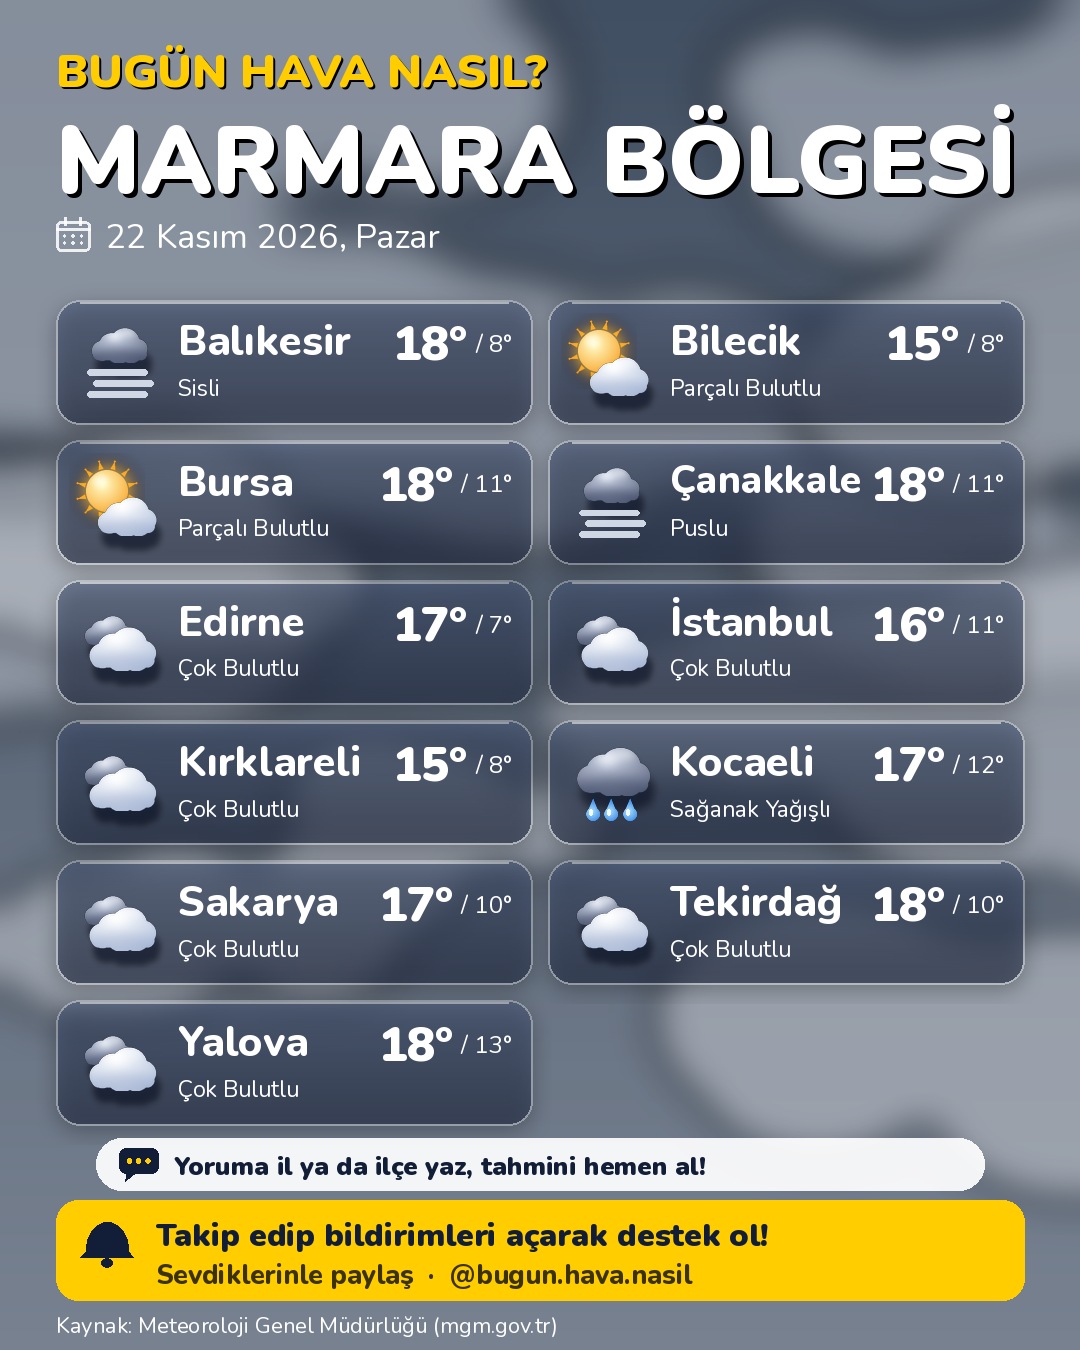 BUGÜN HAVA NASIL?
MARMARA BÖLGESİ
22 Kasım 2026, Pazar
Balıkesir 18° / 8°
Sisli
Bilecik 15° / 8°
Parçalı Bulutlu
Bursa 18° / 11°
Parçalı Bulutlu
Çanakkale 18° / 11°
Puslu
Edirne 17° / 7°
Çok Bulutlu
İstanbul 16° / 11°
Çok Bulutlu
Kırklareli 15° / 8°
Çok Bulutlu
Kocaeli 17° / 12°
Sağanak Yağışlı
Sakarya 17° / 10°
Çok Bulutlu
Tekirdağ 18° / 10°
Çok Bulutlu
Yalova 18° / 13°
Çok Bulutlu
Yoruma il ya da ilçe yaz, tahmini hemen al!
Takip edip bildirimleri açarak destek ol!
Sevdiklerinle paylaş · @bugun.hava.nasil
Kaynak: Meteoroloji Genel Müdürlüğü (mgm.gov.tr)